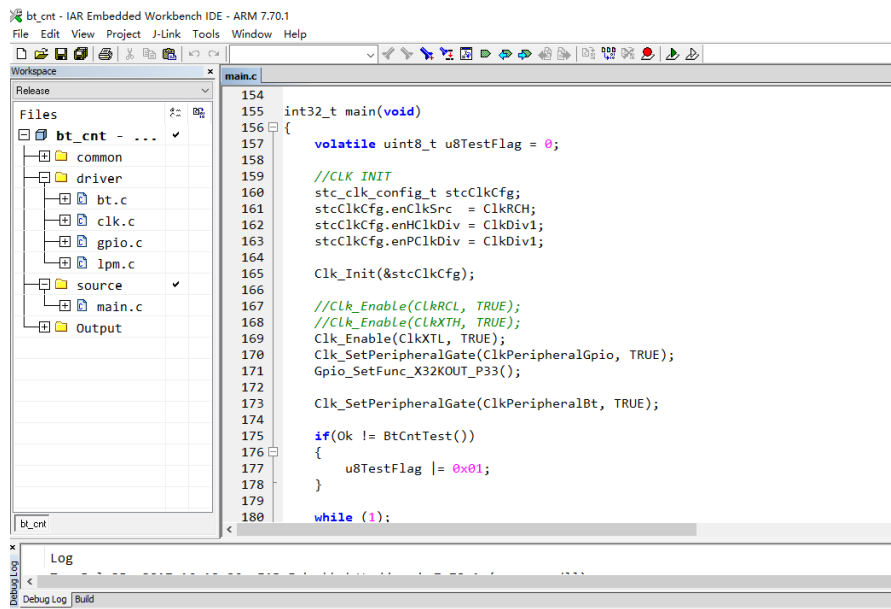 bt_cnt - IAR Embedded Workbench IDE - ARM 7.70.1
File Edit View Project J-Link Tools Window Help
Workspace
main.c
Release
Files
bt_cnt - ...
common
driver
bt.c
clk.c
gpio.c
lpm.c
source
main.c
Output
bt_cnt
154
155 int32_t main(void)
156 {
157     volatile uint8_t u8TestFlag = 0;
158
159     //CLK INIT
160     stc_clk_config_t stcClkCfg;
161     stcClkCfg.enClkSrc  = ClkRCH;
162     stcClkCfg.enHClkDiv = ClkDiv1;
163     stcClkCfg.enPClkDiv = ClkDiv1;
164
165     Clk_Init(&stcClkCfg);
166
167     //Clk_Enable(ClkRCL, TRUE);
168     //Clk_Enable(ClkXTH, TRUE);
169     Clk_Enable(ClkXTL, TRUE);
170     Clk_SetPeripheralGate(ClkPeripheralGpio, TRUE);
171     Gpio_SetFunc_X32KOUT_P33();
172
173     Clk_SetPeripheralGate(ClkPeripheralBt, TRUE);
174
175     if(Ok != BtCntTest())
176     {
177         u8TestFlag |= 0x01;
178     }
179
180     while (1);
Log
Debug Log
Debug Log Build